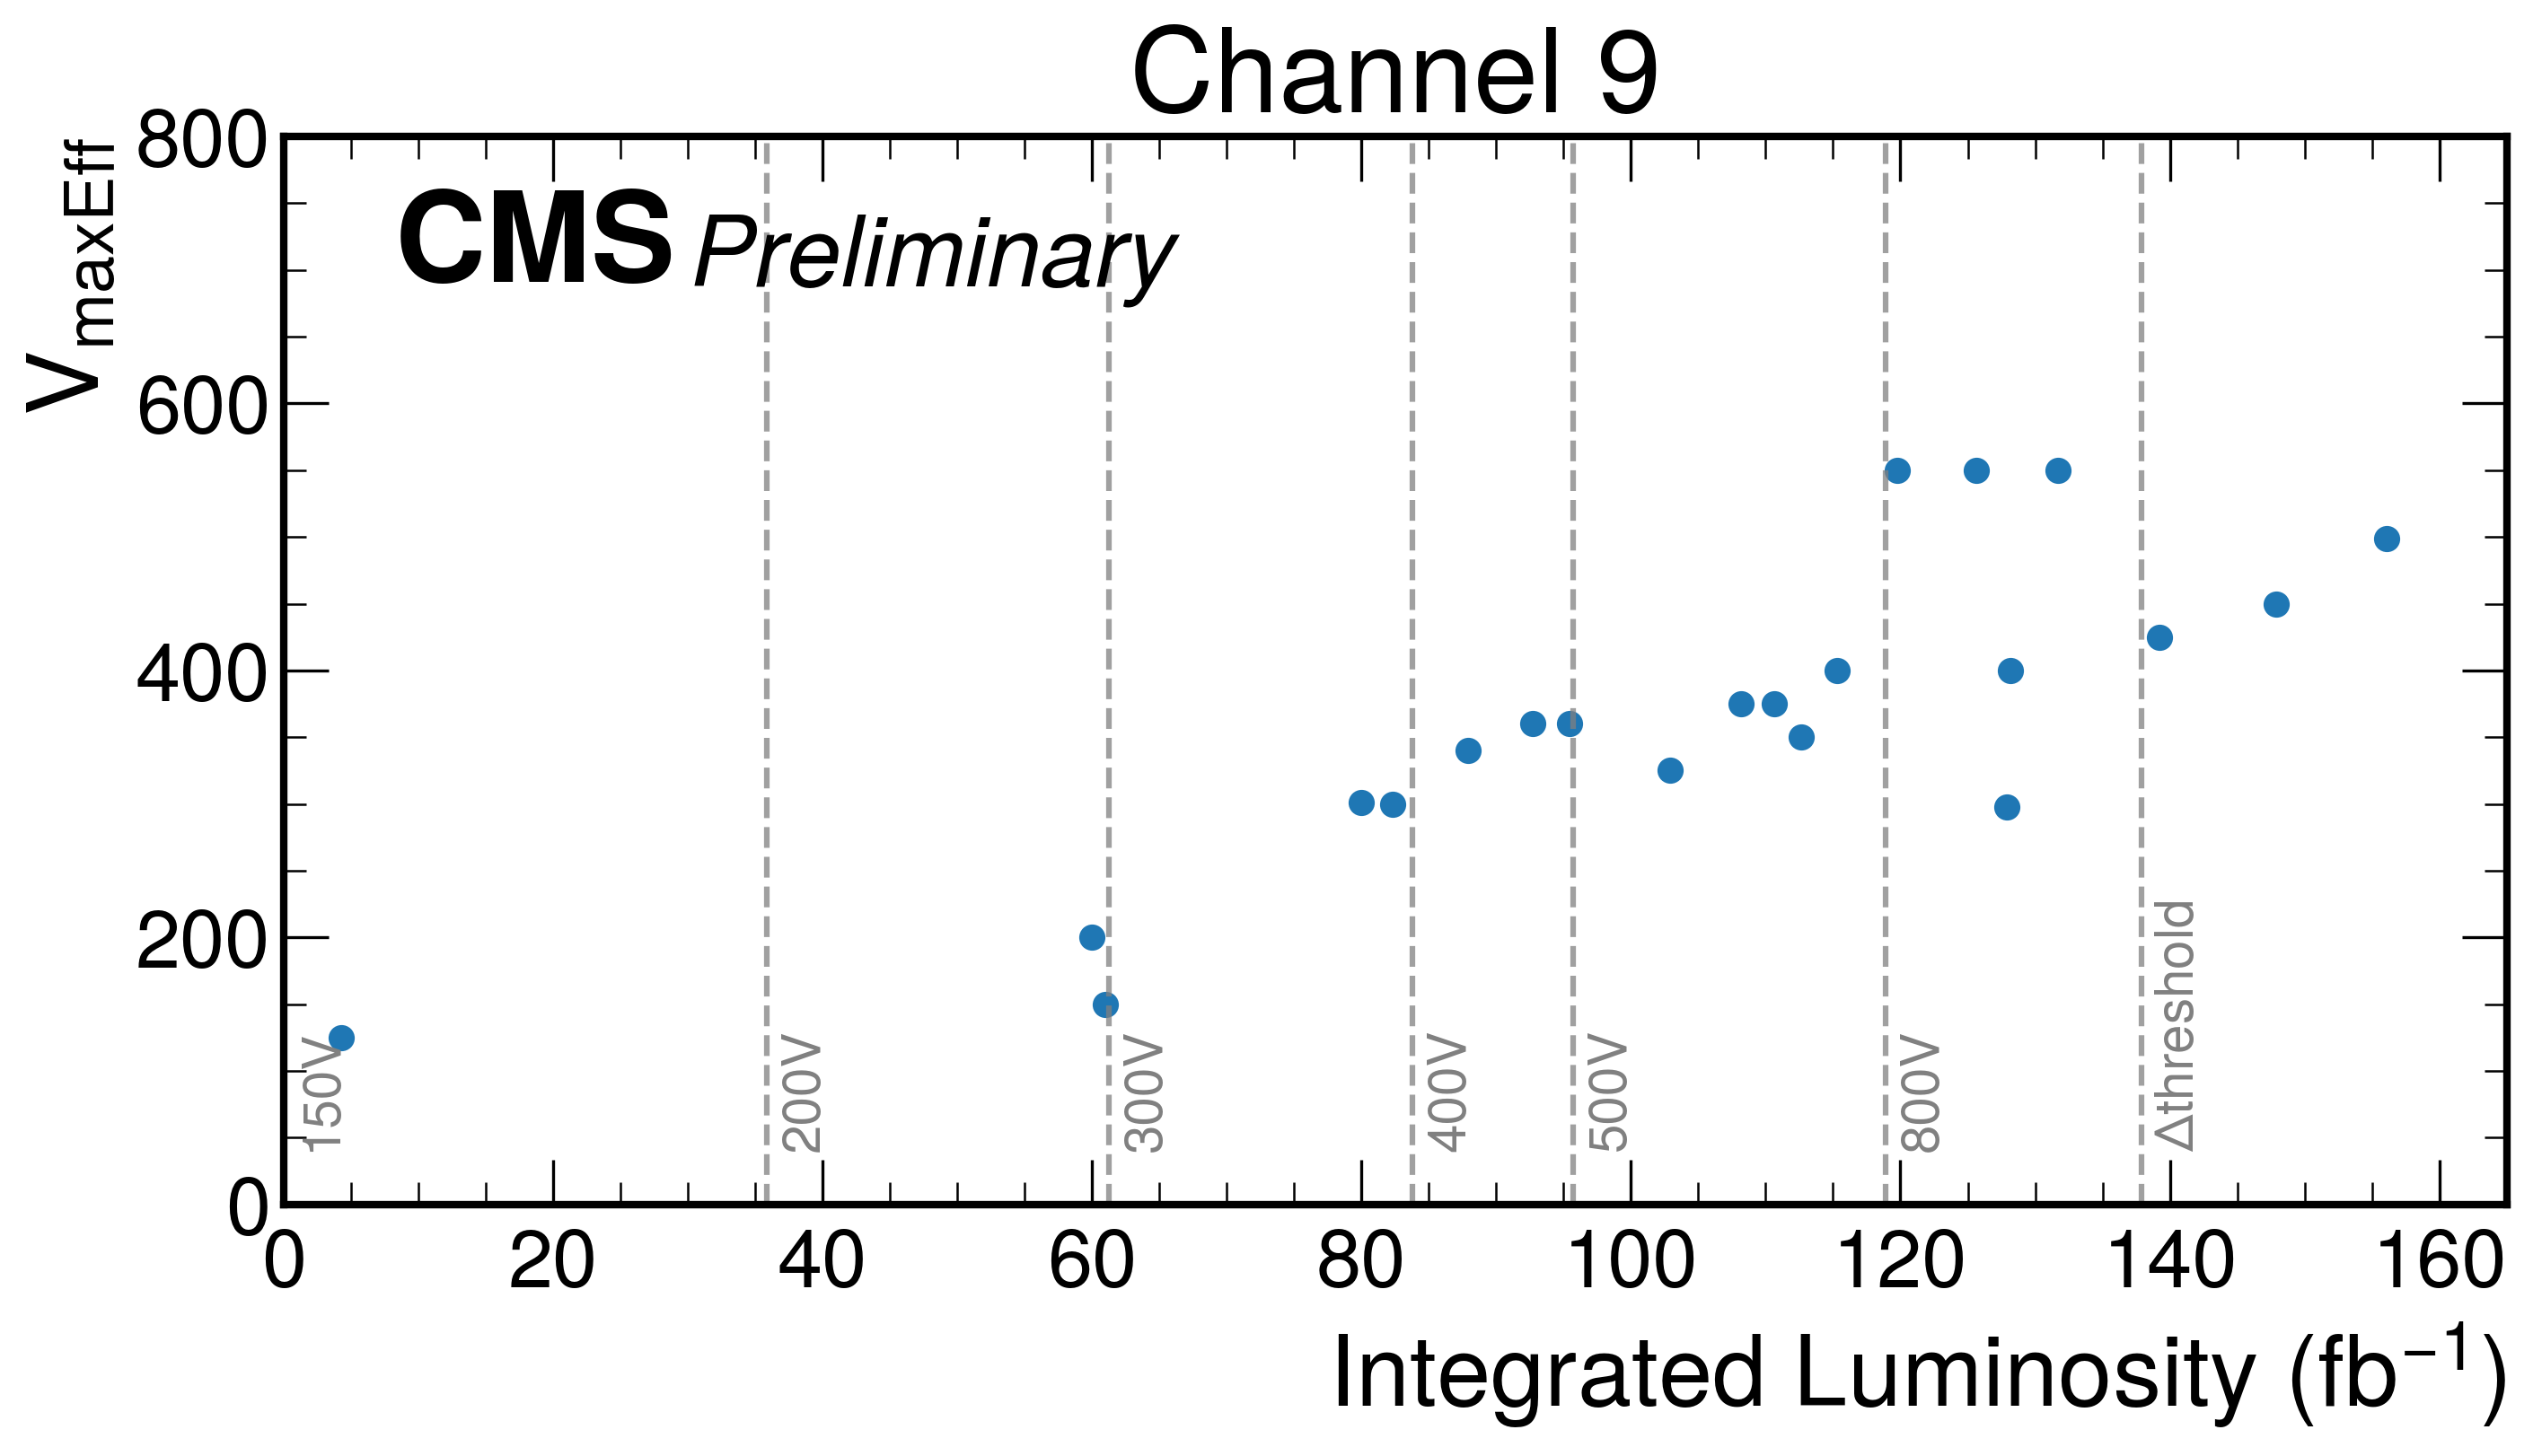 Channel 9
VmaxEff
800
600
400
200
0
CMS Preliminary
150V
200V
300V
400V
500V
800V
Δthreshold
0 20 40 60 80 100 120 140 160
Integrated Luminosity (fb⁻¹)